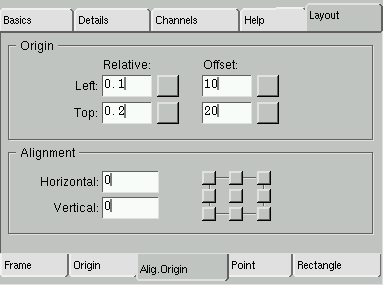 Basics Details Channels Help Layout
Origin
Relative: Offset:
Left: 0.1 10
Top: 0.2 20
Alignment
Horizontal: 0
Vertical: 0
Frame Origin Alig.Origin Point Rectangle